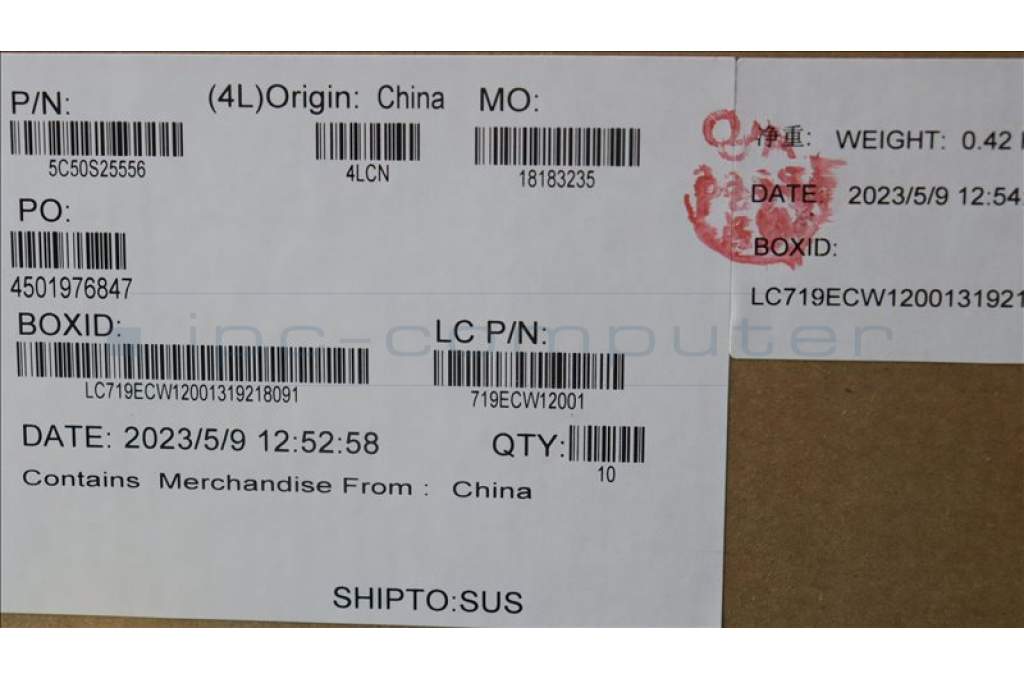 P/N:
5C50S25556
(4L)Origin: China
4LCN
MO:
18183235
PO:
4501976847
BOXID:
LC719ECW12001319218091
LC P/N:
719ECW12001
DATE: 2023/5/9 12:52:58
QTY:
10
Contains Merchandise From : China
SHIPTO:SUS
QA
净重: WEIGHT: 0.42
DATE: 2023/5/9 12:54
BOXID:
LC719ECW1200131921
ipc-computer